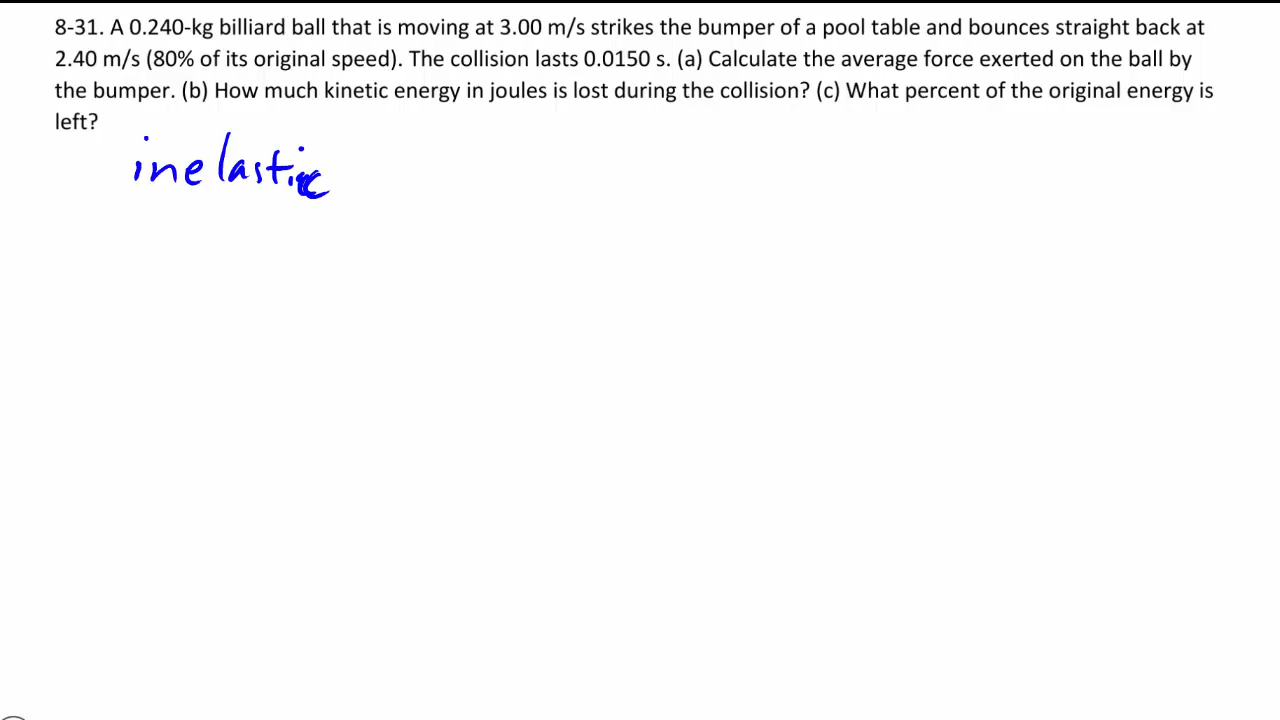 8-31. A 0.240-kg billiard ball that is moving at 3.00 m/s strikes the bumper of a pool table and bounces straight back at
2.40 m/s (80% of its original speed). The collision lasts 0.0150 s. (a) Calculate the average force exerted on the ball by
the bumper. (b) How much kinetic energy in joules is lost during the collision? (c) What percent of the original energy is
left?
inelastic